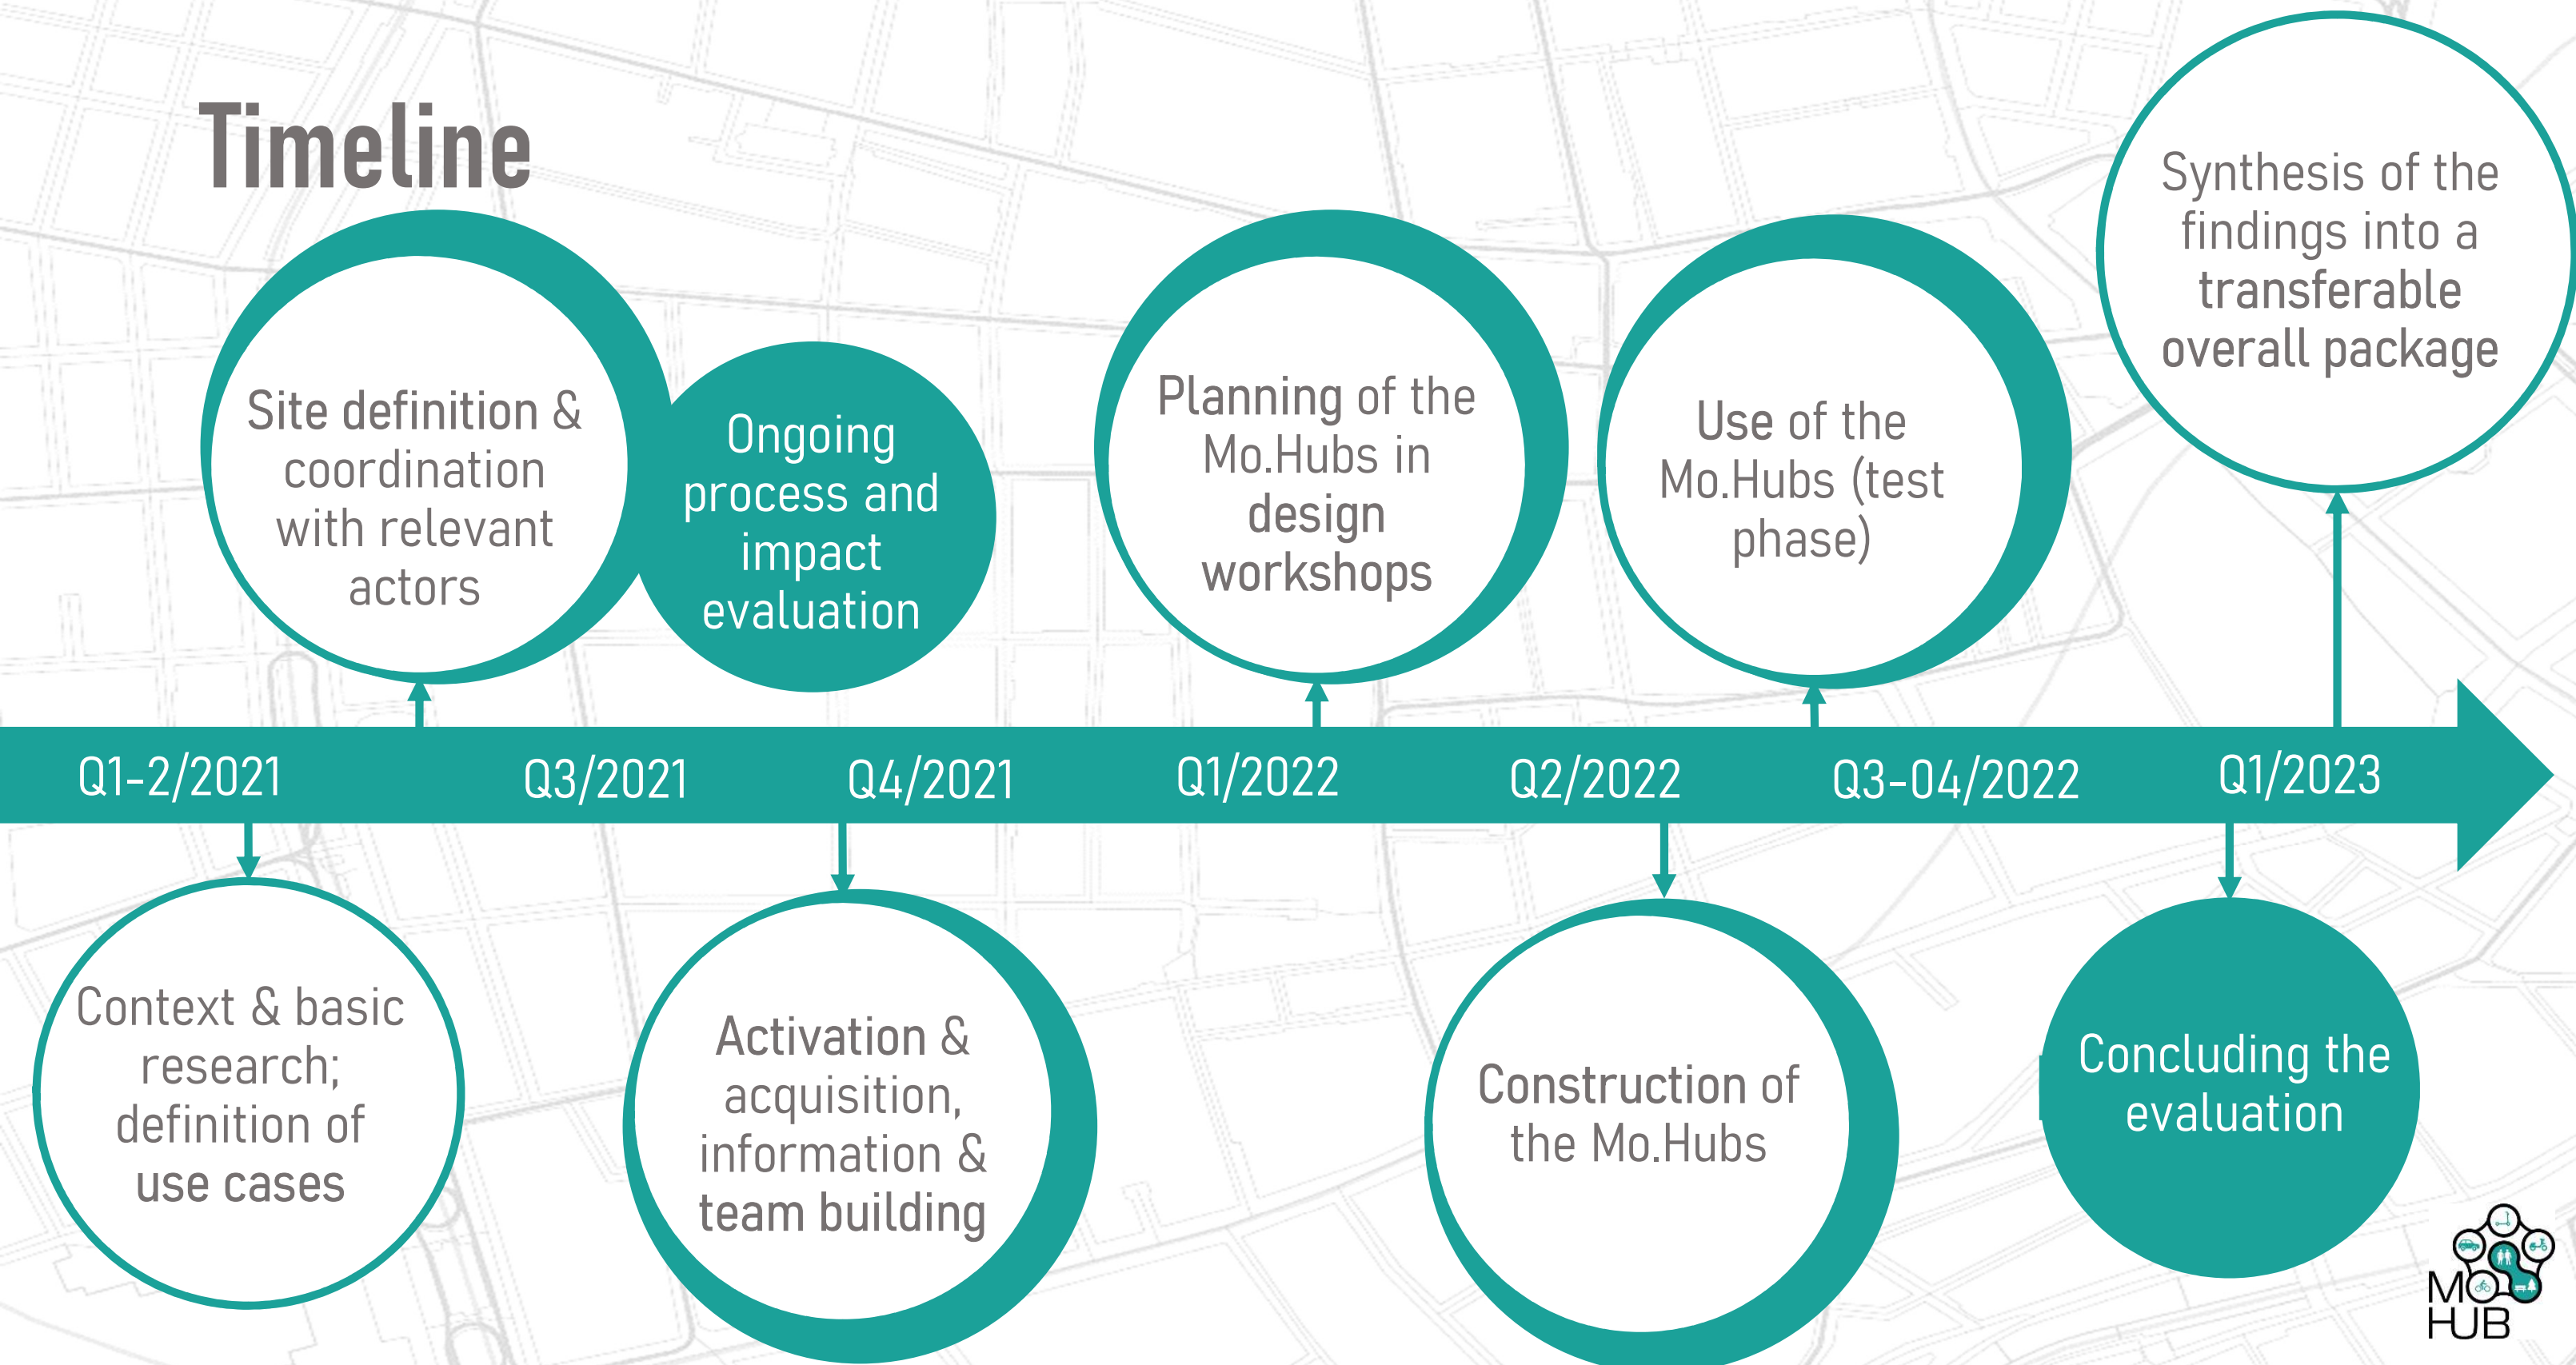 Timeline
Site definition &
coordination
with relevant
actors
Ongoing
process and
impact
evaluation
Planning of the
Mo.Hubs in
design
workshops
Use of the
Mo.Hubs (test
phase)
Synthesis of the
findings into a
transferable
overall package
Q1-2/2021
Q3/2021
Q4/2021
Q1/2022
Q2/2022
Q3-04/2022
Q1/2023
Context & basic
research;
definition of
use cases
Activation &
acquisition,
information &
team building
Construction of
the Mo.Hubs
Concluding the
evaluation
MO
HUB